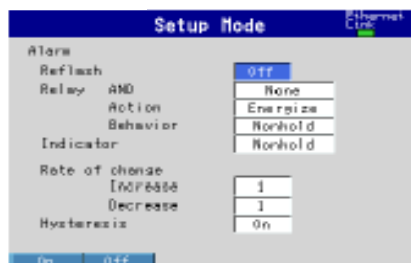 Setup Mode
Ethernet
Link
Alarm
Reflash Off
Relay AND None
Action Energize
Behavior Nonhold
Indicator Nonhold
Rate of change
Increase 1
Decrease 1
Hysteresis On
On Off